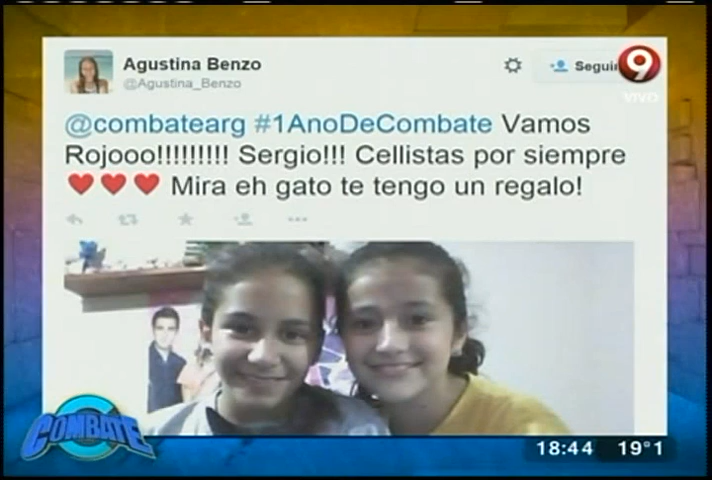 Agustina Benzo
@Agustina_Benzo
Seguir
9
VIVO
@combatearg #1AnoDeCombate Vamos
Rojooo!!!!!!!!! Sergio!!! Cellistas por siempre
❤❤❤ Mira eh gato te tengo un regalo!
COMBATE
18:44 19°1